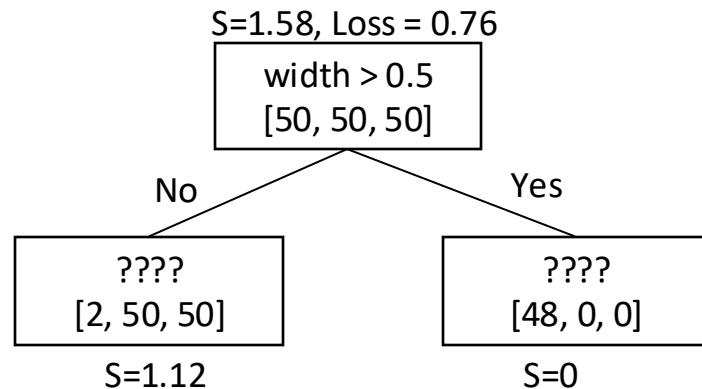 S=1.58, Loss = 0.76
width > 0.5
[50, 50, 50]
No
Yes
????
[2, 50, 50]
S=1.12
????
[48, 0, 0]
S=0